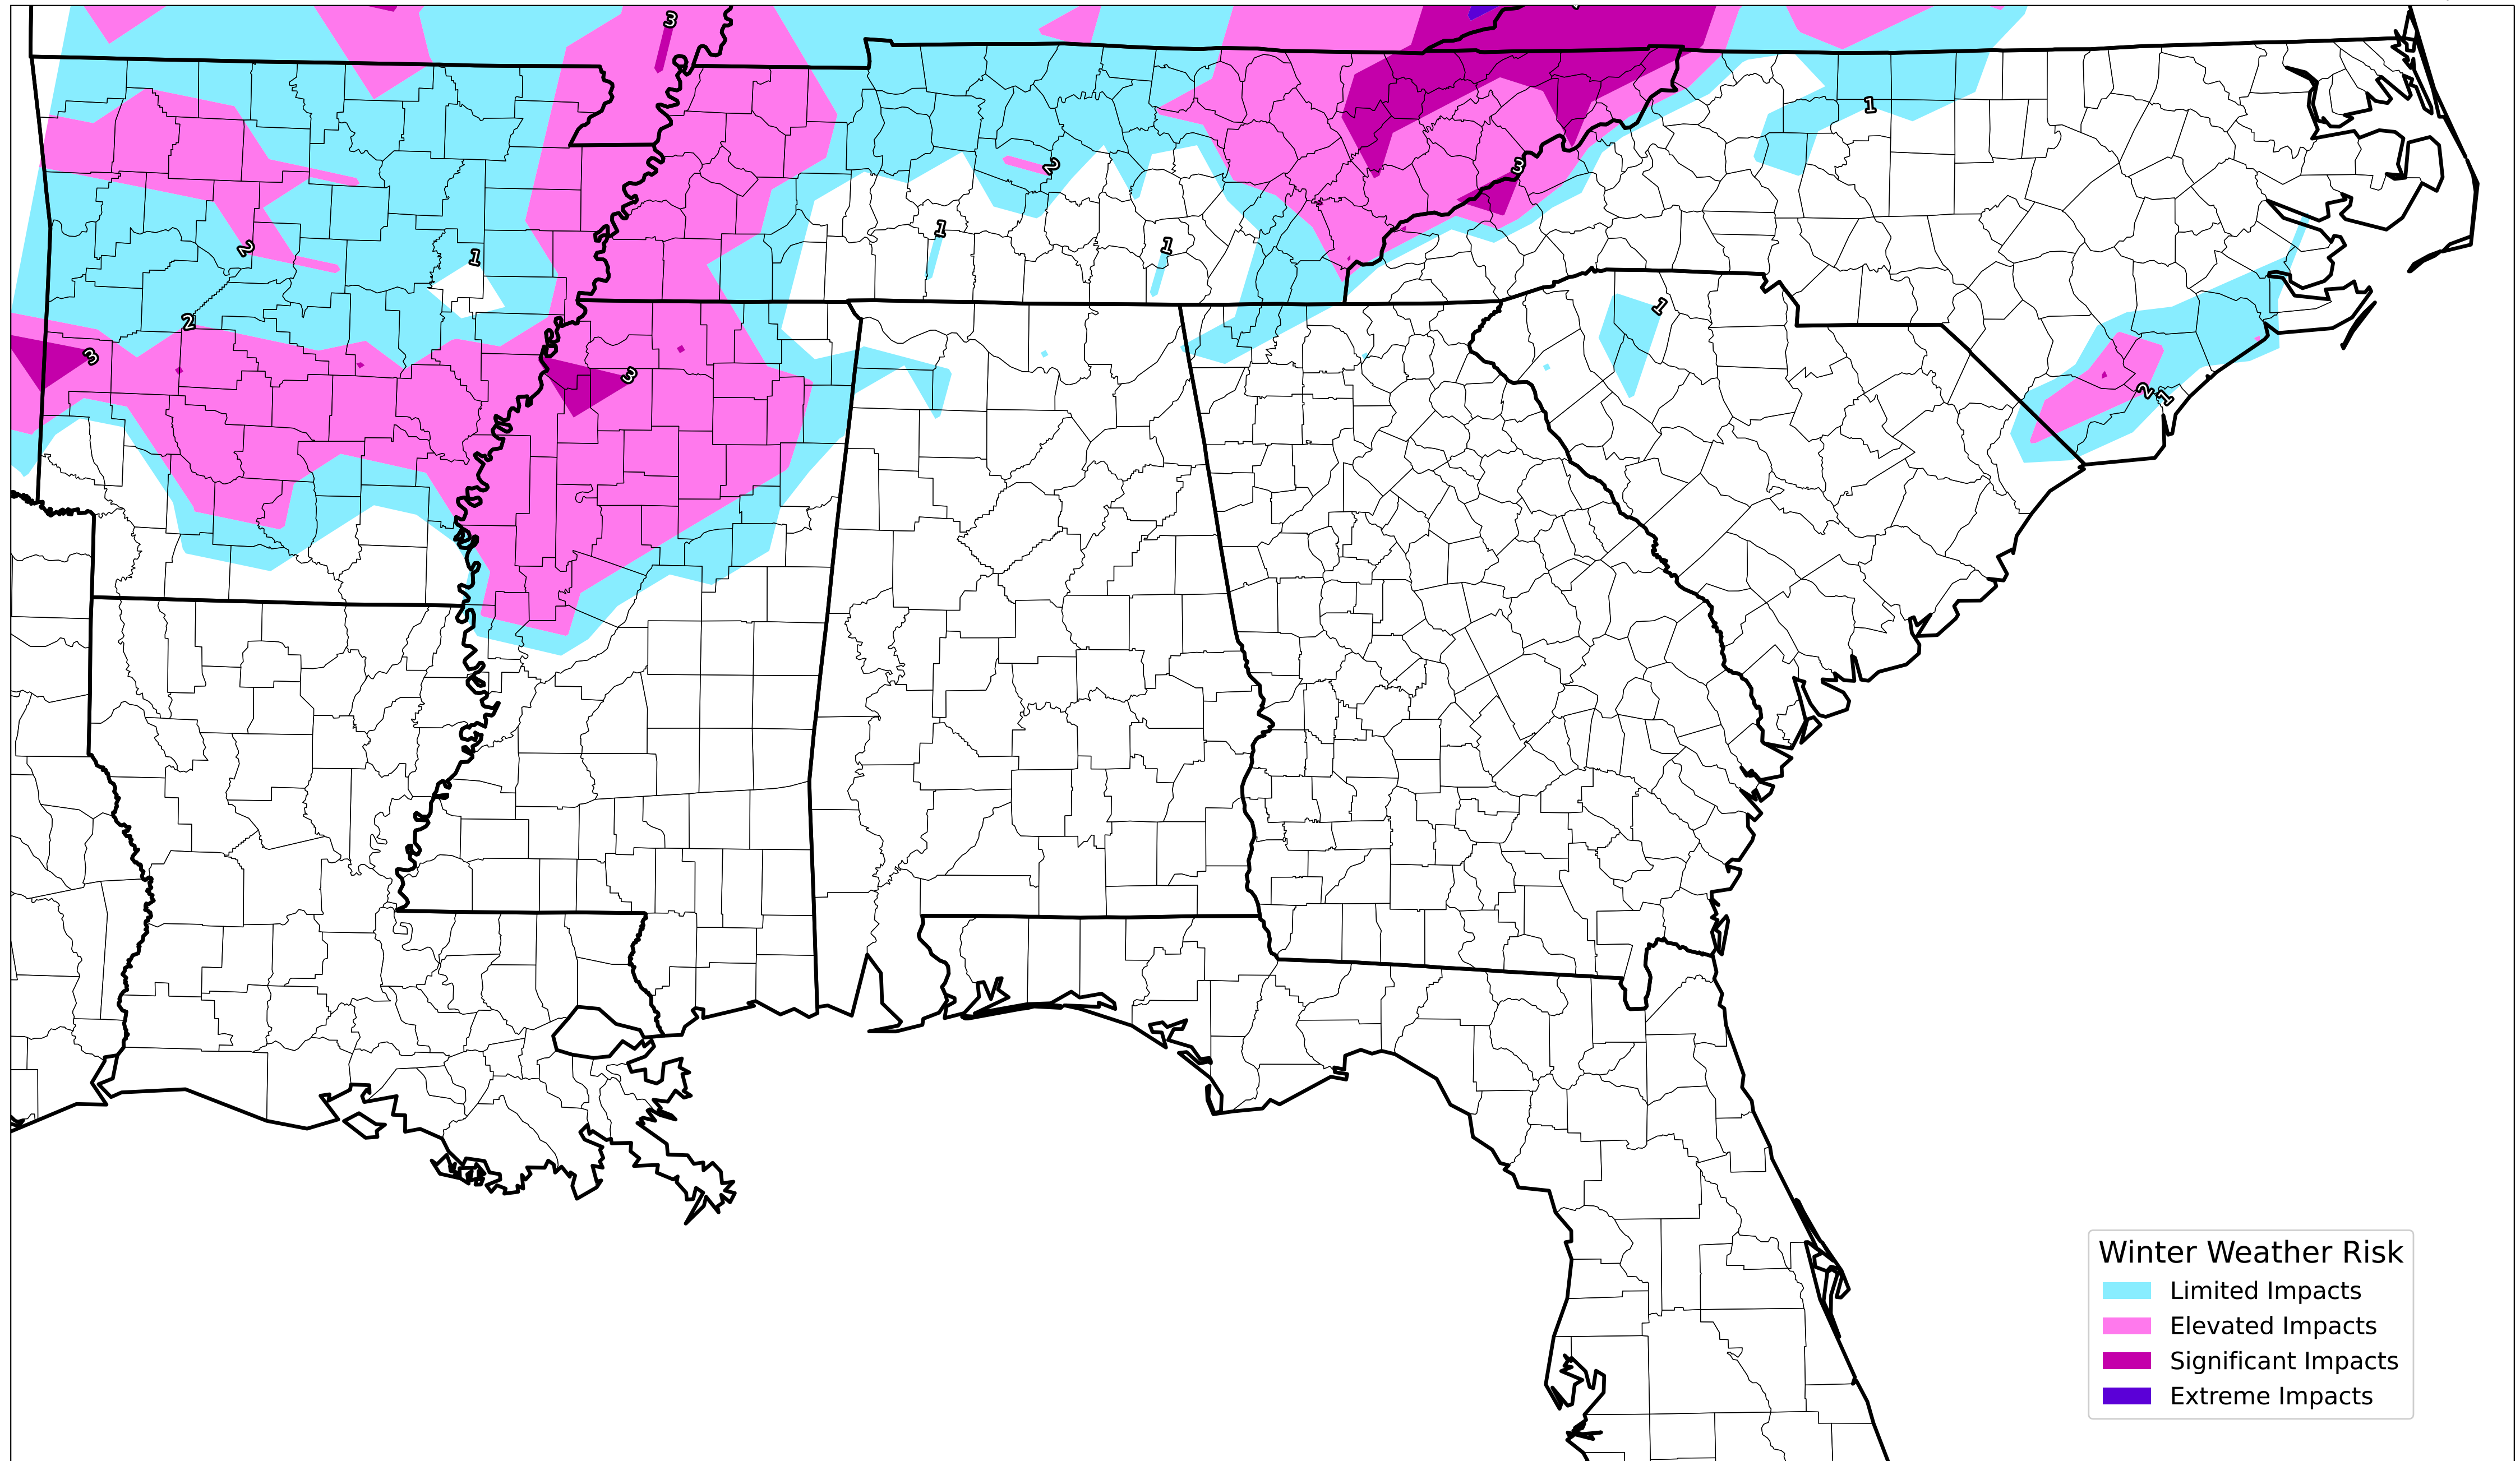 3
1
2
3
1
1
2
1
1
2
3
3
2
1
Winter Weather Risk
Limited Impacts
Elevated Impacts
Significant Impacts
Extreme Impacts